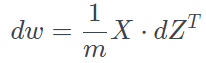 $dw = \frac{1}{m} X \cdot dZ^T$